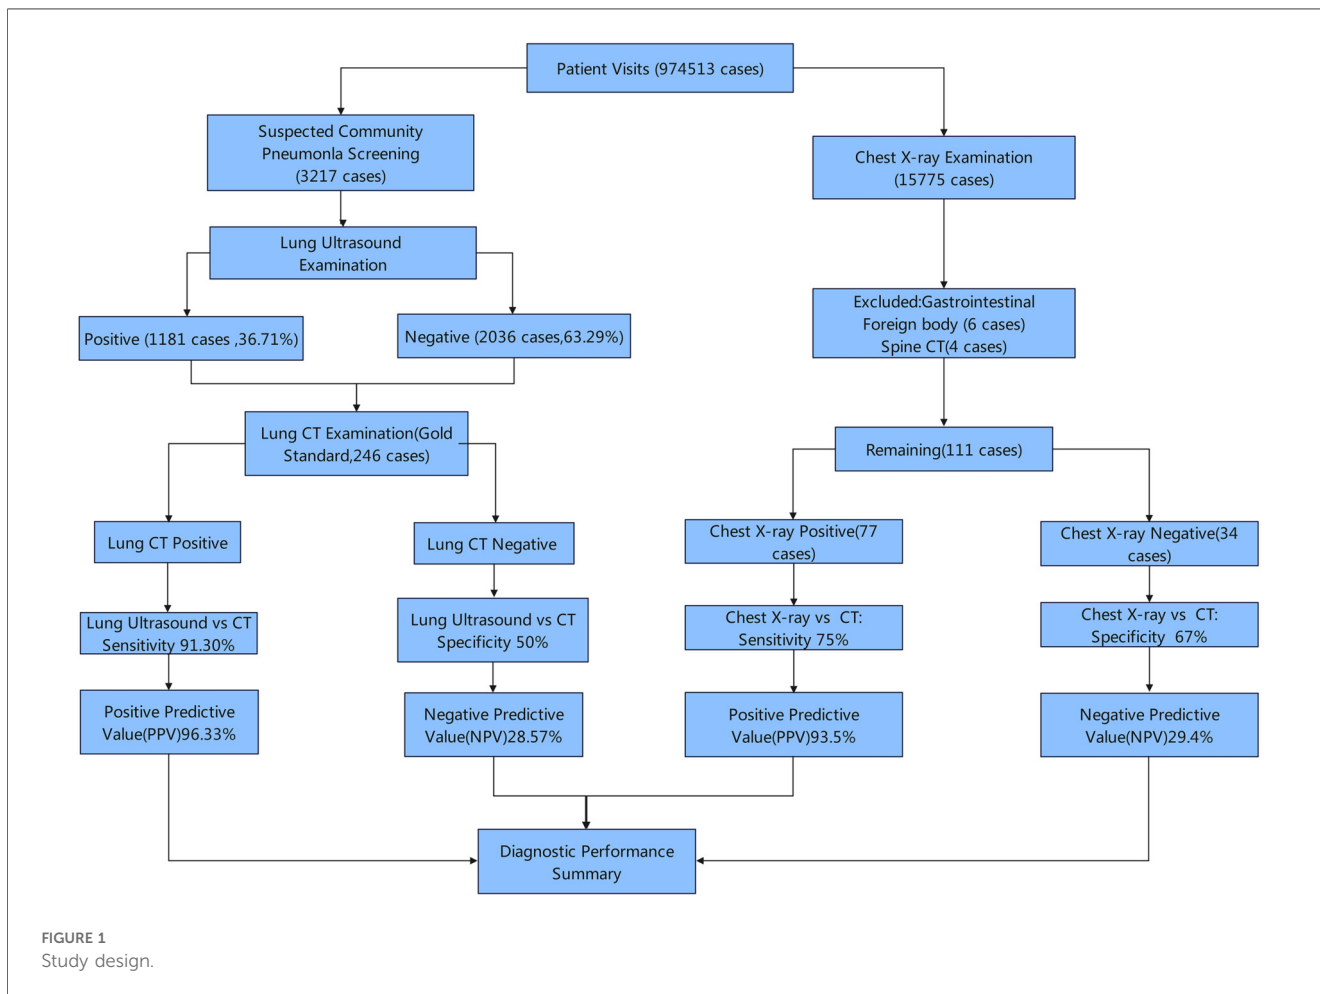 Patient Visits (974513 cases)
Suspected Community
Pneumonla Screening
(3217 cases)
Chest X-ray Examination
(15775 cases)
Lung Ultrasound
Examination
Positive (1181 cases ,36.71%)
Negative (2036 cases,63.29%)
Excluded:Gastrointestinal
Foreign body (6 cases)
Spine CT(4 cases)
Lung CT Examination(Gold
Standard,246 cases)
Remaining(111 cases)
Lung CT Positive
Lung CT Negative
Chest X-ray Positive(77
cases)
Chest X-ray Negative(34
cases)
Lung Ultrasound vs CT
Sensitivity 91.30%
Lung Ultrasound vs CT
Specificity 50%
Chest X-ray vs CT:
Sensitivity 75%
Chest X-ray vs CT:
Specificity 67%
Positive Predictive
Value(PPV)96.33%
Negative Predictive
Value(NPV)28.57%
Positive Predictive
Value(PPV)93.5%
Negative Predictive
Value(NPV)29.4%
Diagnostic Performance
Summary
FIGURE 1
Study design.